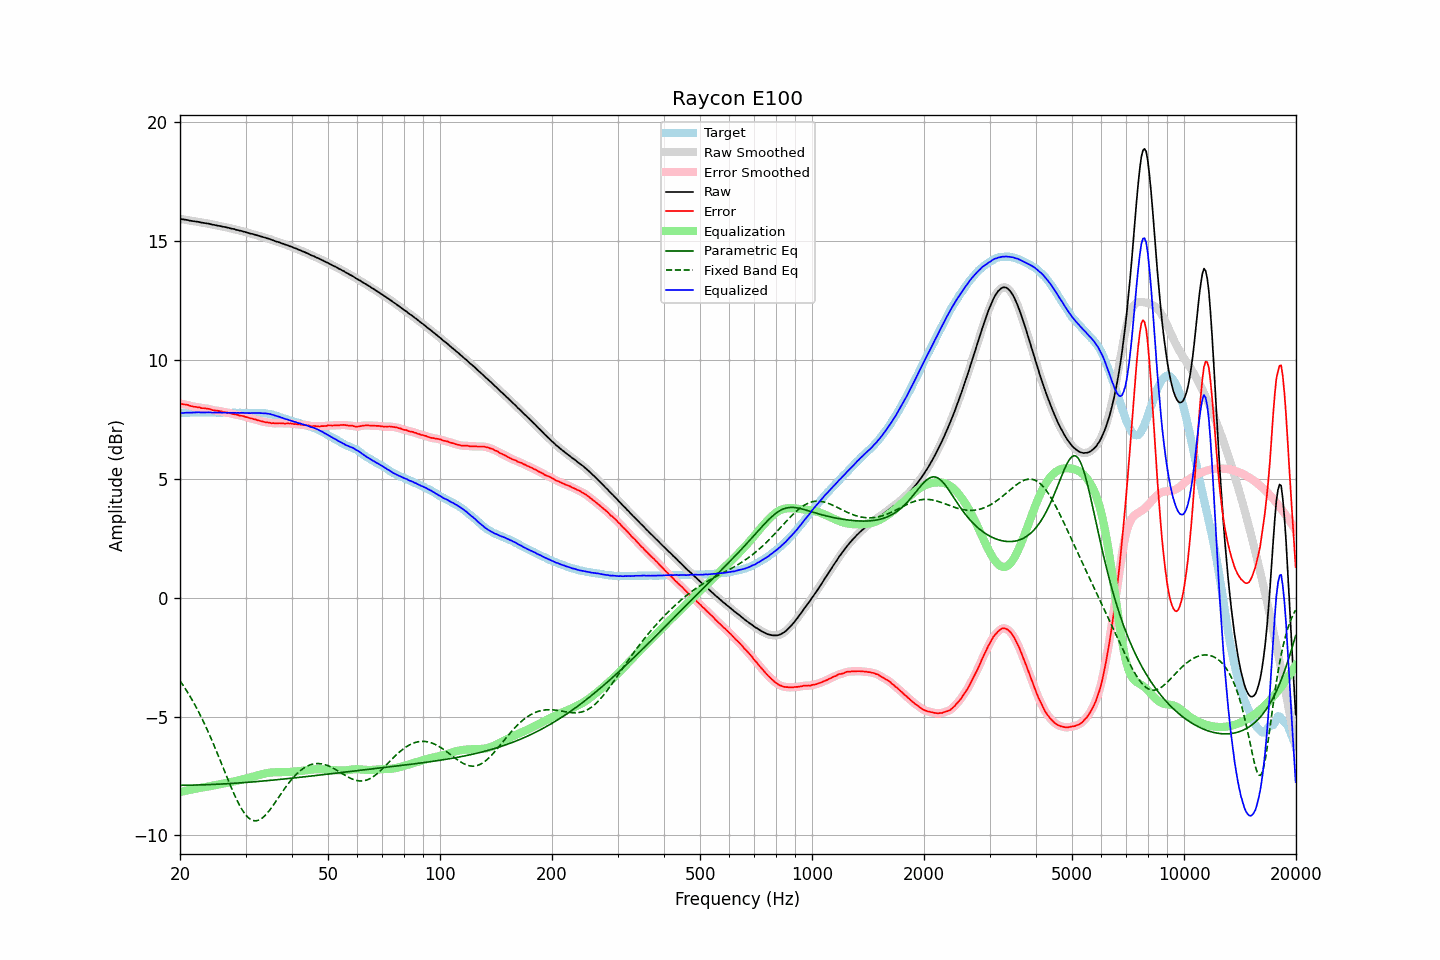 Raycon E100
Target
Raw Smoothed
Error Smoothed
Raw
Error
Equalization
Parametric Eq
Fixed Band Eq
Equalized
Amplitude (dBr)
20
15
10
5
0
−5
−10
20
50
100
200
500
1000
2000
5000
10000
20000
Frequency (Hz)